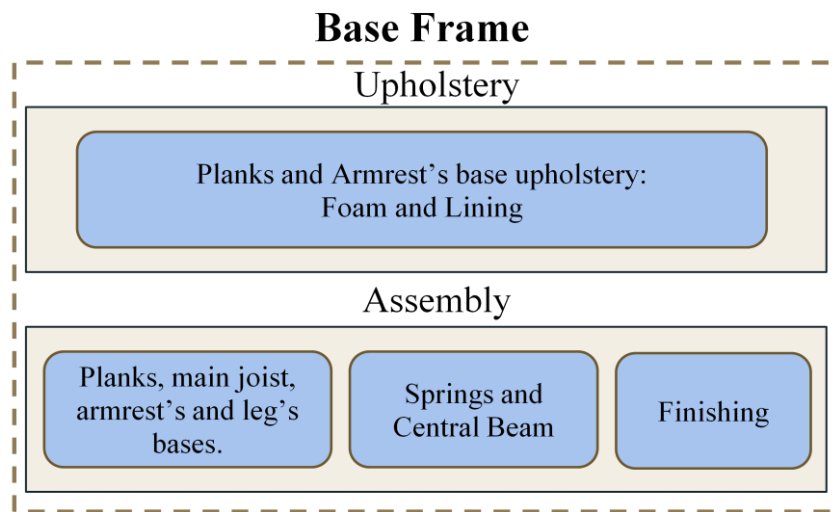 Base Frame
Upholstery
Planks and Armrest's base upholstery:
Foam and Lining
Assembly
Planks, main joist,
armrest's and leg's
bases.
Springs and
Central Beam
Finishing